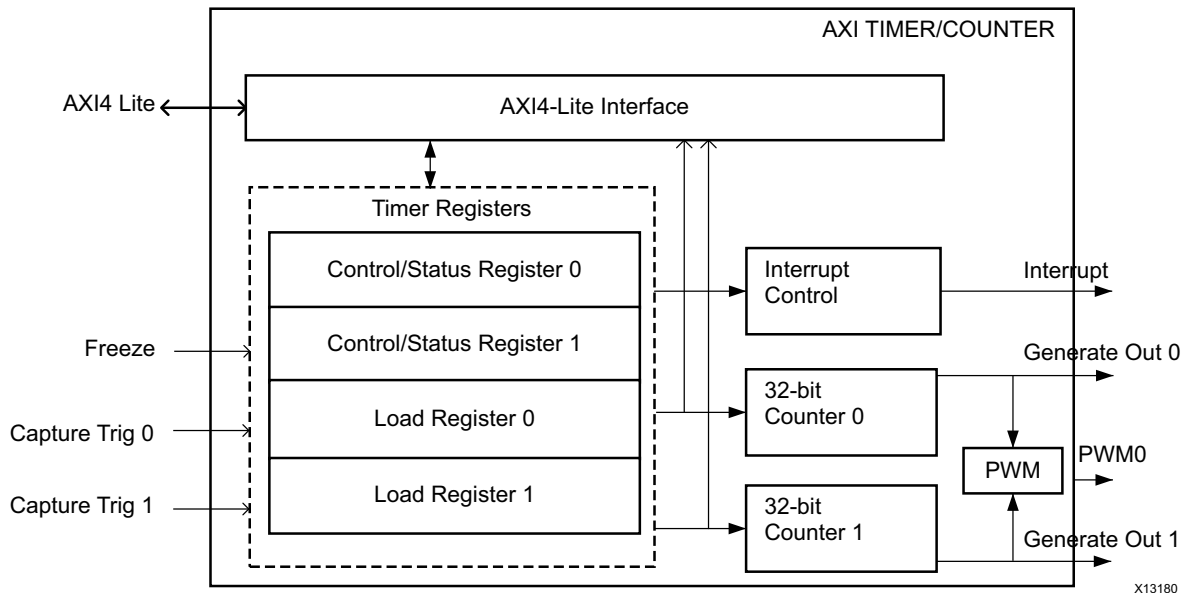 AXI TIMER/COUNTER
AXI4 Lite
AXI4-Lite Interface
Timer Registers
Control/Status Register 0
Control/Status Register 1
Load Register 0
Load Register 1
Freeze
Capture Trig 0
Capture Trig 1
Interrupt
Control
Interrupt
32-bit
Counter 0
Generate Out 0
PWM
PWM0
32-bit
Counter 1
Generate Out 1
X13180